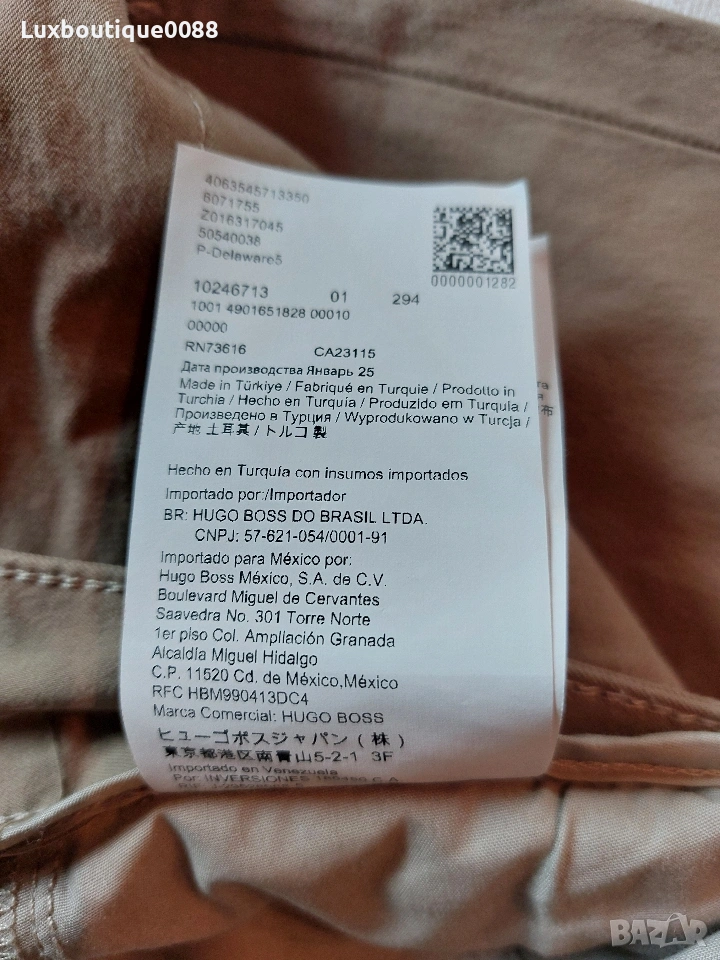 Luxboutique0088
4063545713350
6071755
Z016317045
50540038
P-Delaware5
0000001282
10246713 01 294
1001 4901651828 00010
00000
RN73616 CA23115
Дата производства Январь 25
Made in Türkiye / Fabriqué en Turquie / Prodotto in
Turchia / Hecho en Turquía / Produzido em Turquia /
Произведено в Турции / Wyprodukowano w Turcja /
产地 土耳其 / トルコ 製
Hecho en Turquía con insumos importados
Importado por:/Importador
BR: HUGO BOSS DO BRASIL LTDA.
CNPJ: 57-621-054/0001-91
Importado para México por:
Hugo Boss México, S.A. de C.V.
Boulevard Miguel de Cervantes
Saavedra No. 301 Torre Norte
1er piso Col. Ampliación Granada
Alcaldía Miguel Hidalgo
C.P. 11520 Cd. de México,México
RFC HBM990413DC4
Marca Comercial: HUGO BOSS
ヒューゴボスジャパン (株)
東京都港区南青山5-2-1 3F
Importado en Venezuela
Por: INVERSIONES
BAZAR